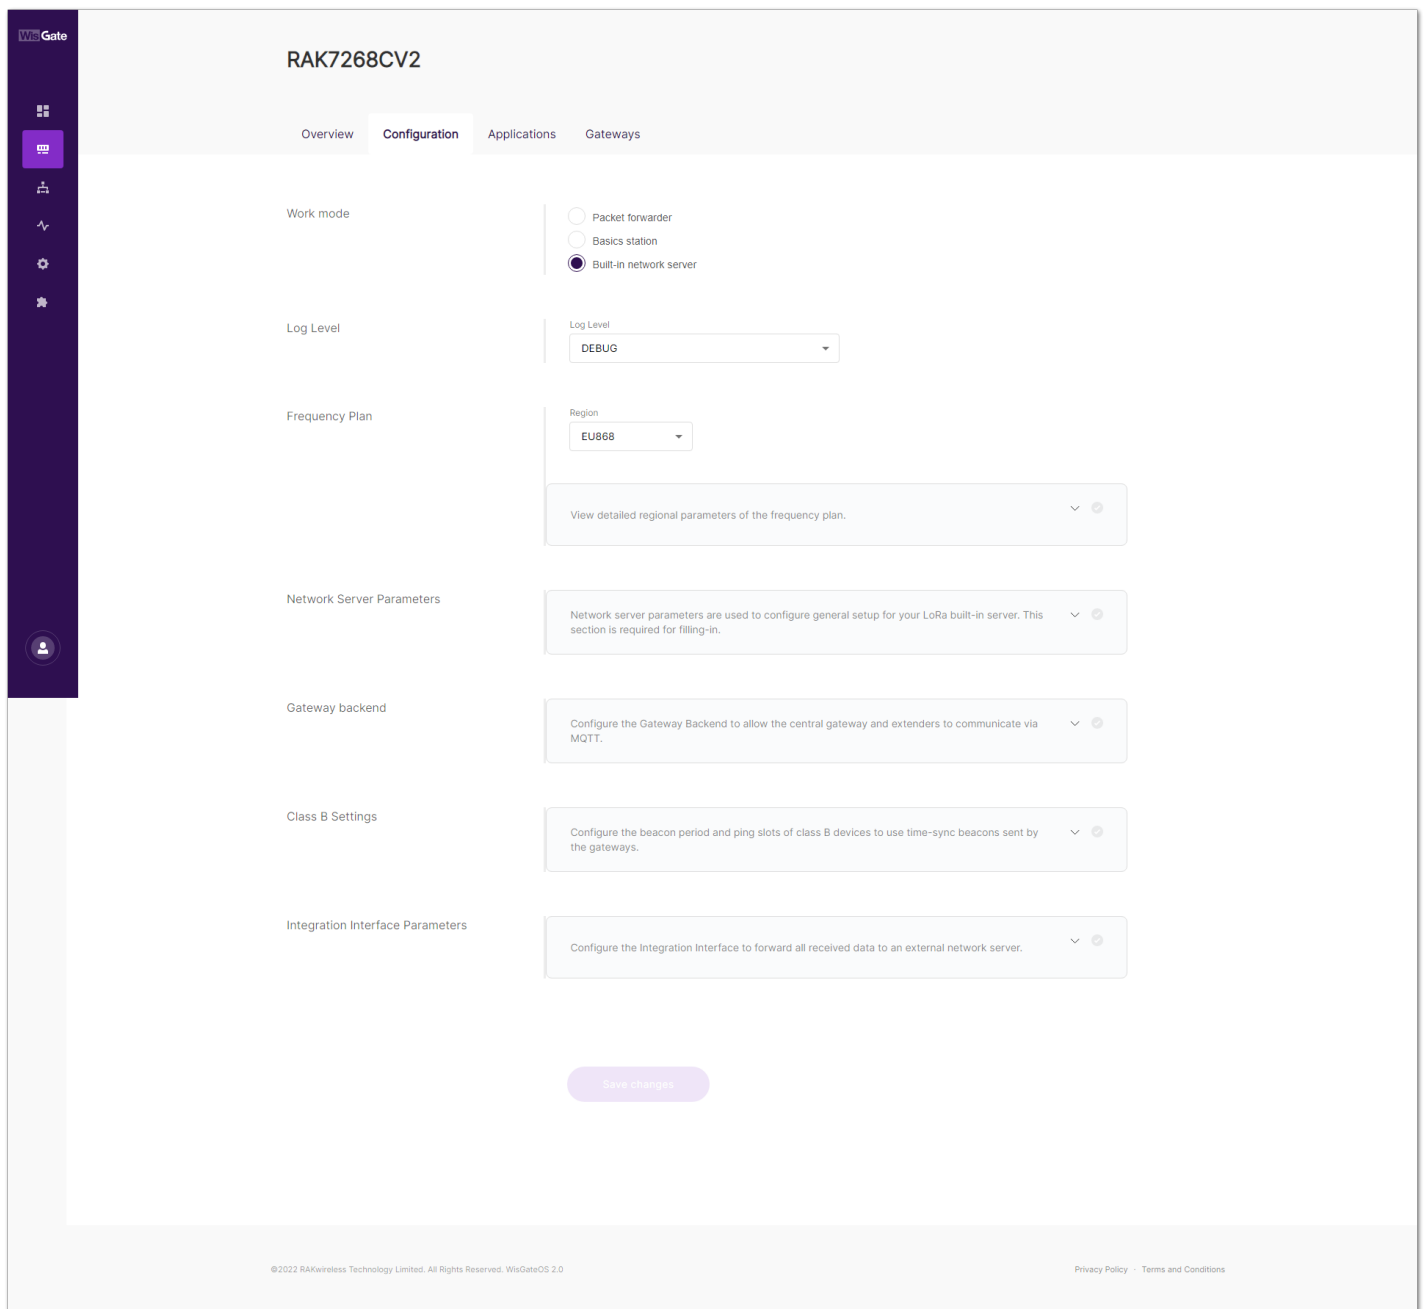 WisGate
RAK7268CV2
Overview Configuration Applications Gateways
Work mode
Packet forwarder
Basics station
Built-in network server
Log Level
Log Level
DEBUG
Frequency Plan
Region
EU868
View detailed regional parameters of the frequency plan.
Network Server Parameters
Network server parameters are used to configure general setup for your LoRa built-in server. This
section is required for filling-in.
Gateway backend
Configure the Gateway Backend to allow the central gateway and extenders to communicate via
MQTT.
Class B Settings
Configure the beacon period and ping slots of class B devices to use time-sync beacons sent by
the gateways.
Integration Interface Parameters
Configure the Integration Interface to forward all received data to an external network server.
Save changes
©2022 RAKwireless Technology Limited. All Rights Reserved. WisGateOS 2.0
Privacy Policy - Terms and Conditions